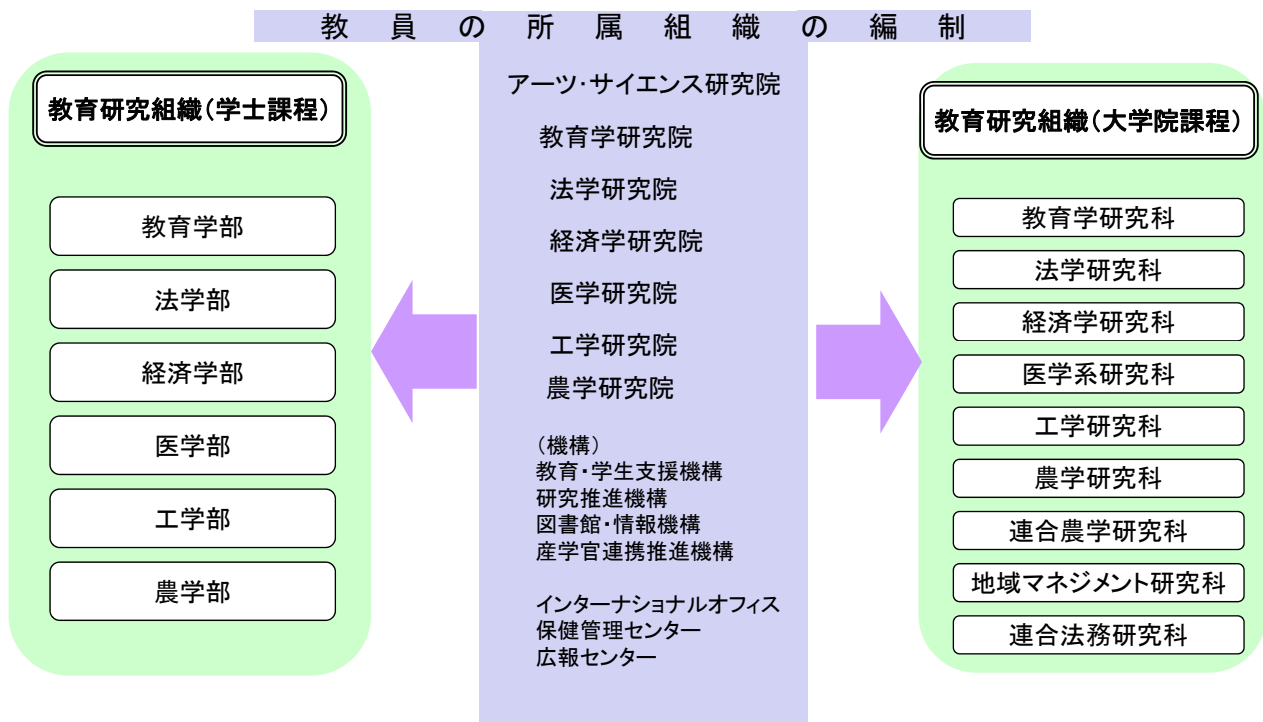 教員の所属組織の編制
教育研究組織(学士課程)
教育学部
法学部
経済学部
医学部
工学部
農学部
アーツ・サイエンス研究院
教育学研究院
法学研究院
経済学研究院
医学研究院
工学研究院
農学研究院
(機構)
教育・学生支援機構
研究推進機構
図書館・情報機構
産学官連携推進機構
インターナショナルオフィス
保健管理センター
広報センター
教育研究組織(大学院課程)
教育学研究科
法学研究科
経済学研究科
医学系研究科
工学研究科
農学研究科
連合農学研究科
地域マネジメント研究科
連合法務研究科